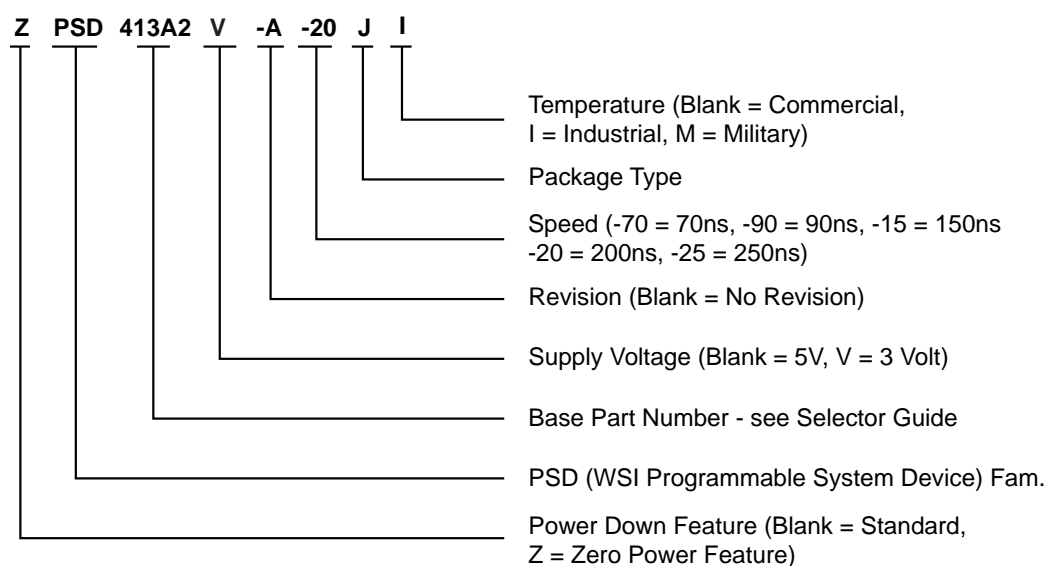 Z PSD 413A2 V -A -20 J I
Temperature (Blank = Commercial,
I = Industrial, M = Military)
Package Type
Speed (-70 = 70ns, -90 = 90ns, -15 = 150ns
-20 = 200ns, -25 = 250ns)
Revision (Blank = No Revision)
Supply Voltage (Blank = 5V, V = 3 Volt)
Base Part Number - see Selector Guide
PSD (WSI Programmable System Device) Fam.
Power Down Feature (Blank = Standard,
Z = Zero Power Feature)